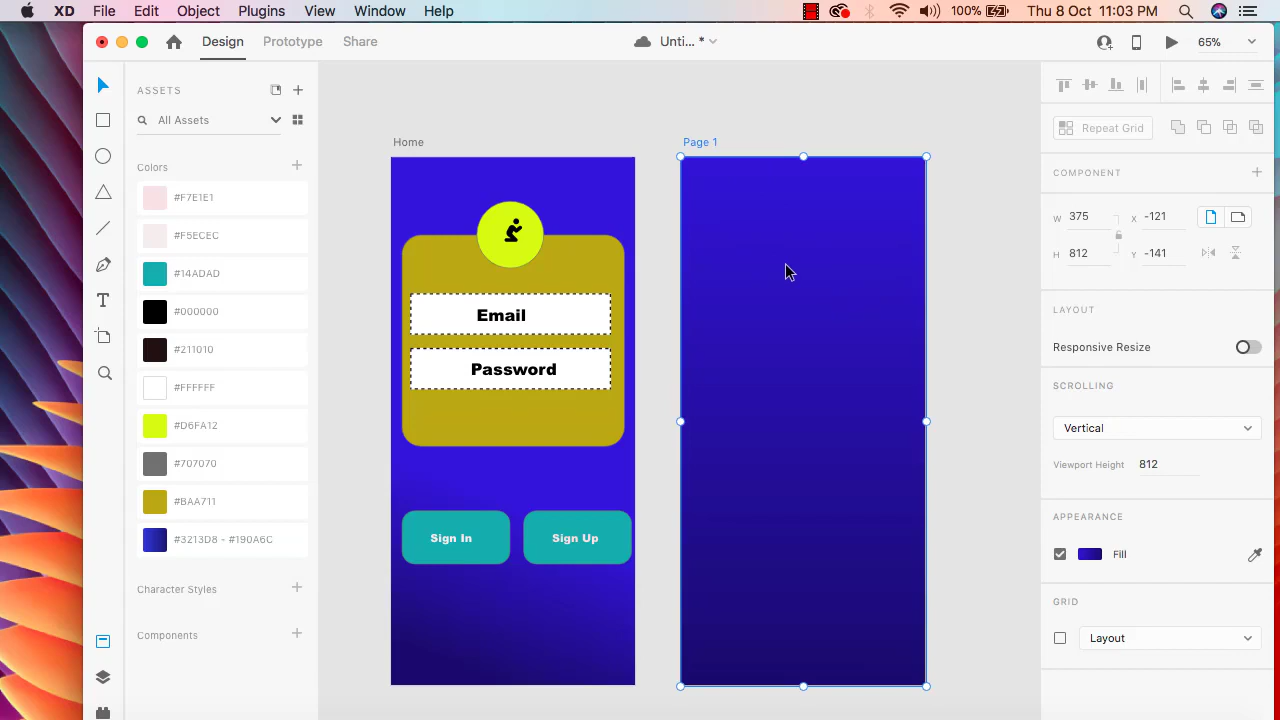 XD File Edit Object Plugins View Window Help 100% Thu 8 Oct 11:03 PM
Design Prototype Share Unti... * 65%
ASSETS
All Assets
Colors
#F7E1E1
#F5ECEC
#14ADAD
#000000
#211010
#FFFFFF
#D6FA12
#707070
#BAA711
#3213D8 - #190A6C
Character Styles
Components
Home
Email
Password
Sign In Sign Up
Page 1
Repeat Grid
COMPONENT
W 375 X -121
H 812 Y -141
LAYOUT
Responsive Resize
SCROLLING
Vertical
Viewport Height 812
APPEARANCE
Fill
GRID
Layout